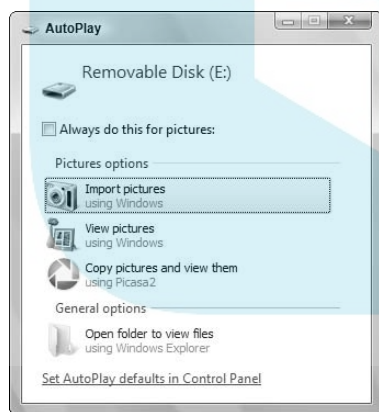 AutoPlay
Removable Disk (E:)
Always do this for pictures:
Pictures options
Import pictures
using Windows
View pictures
using Windows
Copy pictures and view them
using Picasa2
General options
Open folder to view files
using Windows Explorer
Set AutoPlay defaults in Control Panel